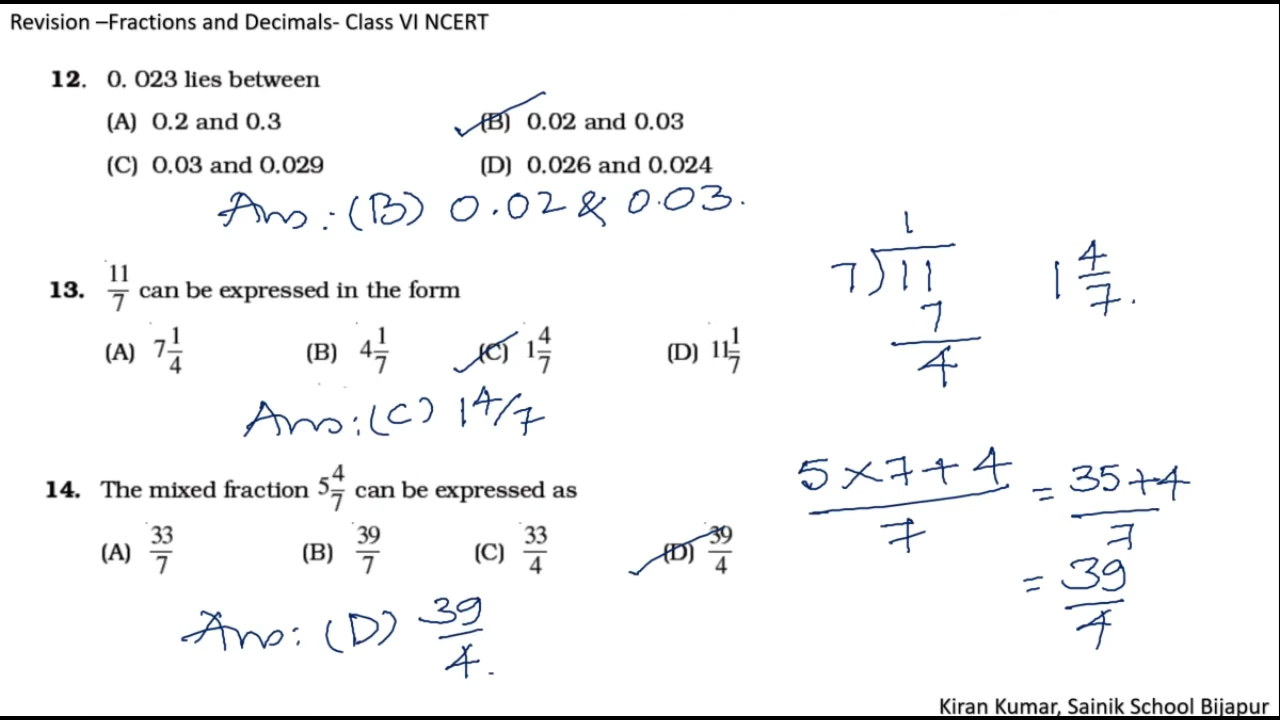 Revision –Fractions and Decimals- Class VI NCERT
12. 0. 023 lies between
(A) 0.2 and 0.3 (B) 0.02 and 0.03
(C) 0.03 and 0.029 (D) 0.026 and 0.024
Ans: (B) 0.02 & 0.03.
13. 11/7 can be expressed in the form
(A) 7 1/4 (B) 4 1/7 (C) 1 4/7 (D) 11 1/7
Ans: (C) 1 4/7
1
7) 11
7
4
1 4/7.
14. The mixed fraction 5 4/7 can be expressed as
(A) 33/7 (B) 39/7 (C) 33/4 (D) 39/4
Ans: (D) 39/4.
5 × 7 + 4 / 7 = 35 + 4 / 7
= 39/4
Kiran Kumar, Sainik School Bijapur